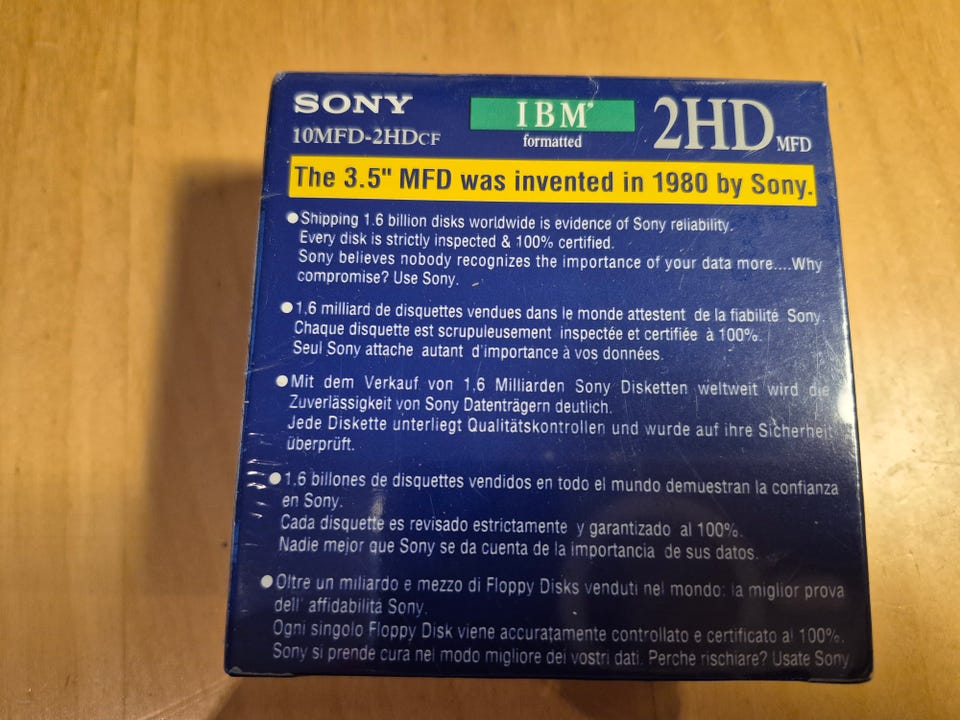 SONY
10MFD-2HDCF
IBM®
formatted
2HD MFD
The 3.5" MFD was invented in 1980 by Sony.
●Shipping 1.6 billion disks worldwide is evidence of Sony reliability.
Every disk is strictly inspected & 100% certified.
Sony believes nobody recognizes the importance of your data more....Why
compromise? Use Sony.
●1,6 milliard de disquettes vendues dans le monde attestent de la fiabilité Sony.
Chaque disquette est scrupuleusement inspectée et certifiée à 100%.
Seul Sony attache autant d'importance à vos données.
●Mit dem Verkauf von 1,6 Milliarden Sony Disketten weltweit wird die
Zuverlässigkeit von Sony Datenträgern deutlich.
Jede Diskette unterliegt Qualitätskontrollen und wurde auf ihre Sicherheit
überprüft.
●1.6 billones de disquettes vendidos en todo el mundo demuestran la confianza
en Sony.
Cada disquette es revisado estrictamente y garantizado al 100%.
Nadie mejor que Sony se da cuenta de la importancia de sus datos.
●Oltre un miliardo e mezzo di Floppy Disks venduti nel mondo: la miglior prova
dell' affidabilità Sony.
Ogni singolo Floppy Disk viene accuratamente controllato e certificato al 100%.
Sony si prende cura nel modo migliore dei vostri dati. Perché rischiare? Usate Sony